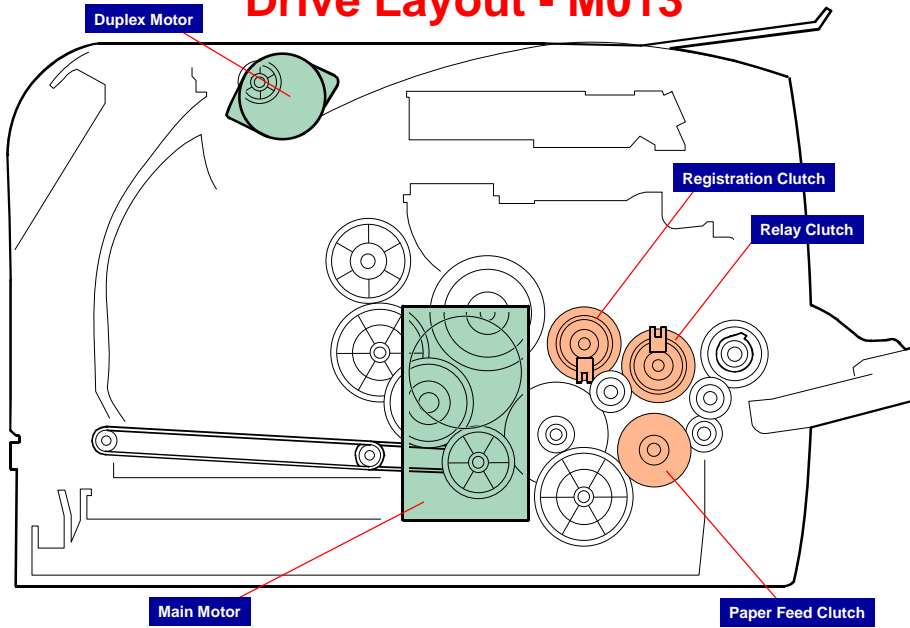 Drive Layout - M013
Duplex Motor
Registration Clutch
Relay Clutch
Main Motor
Paper Feed Clutch